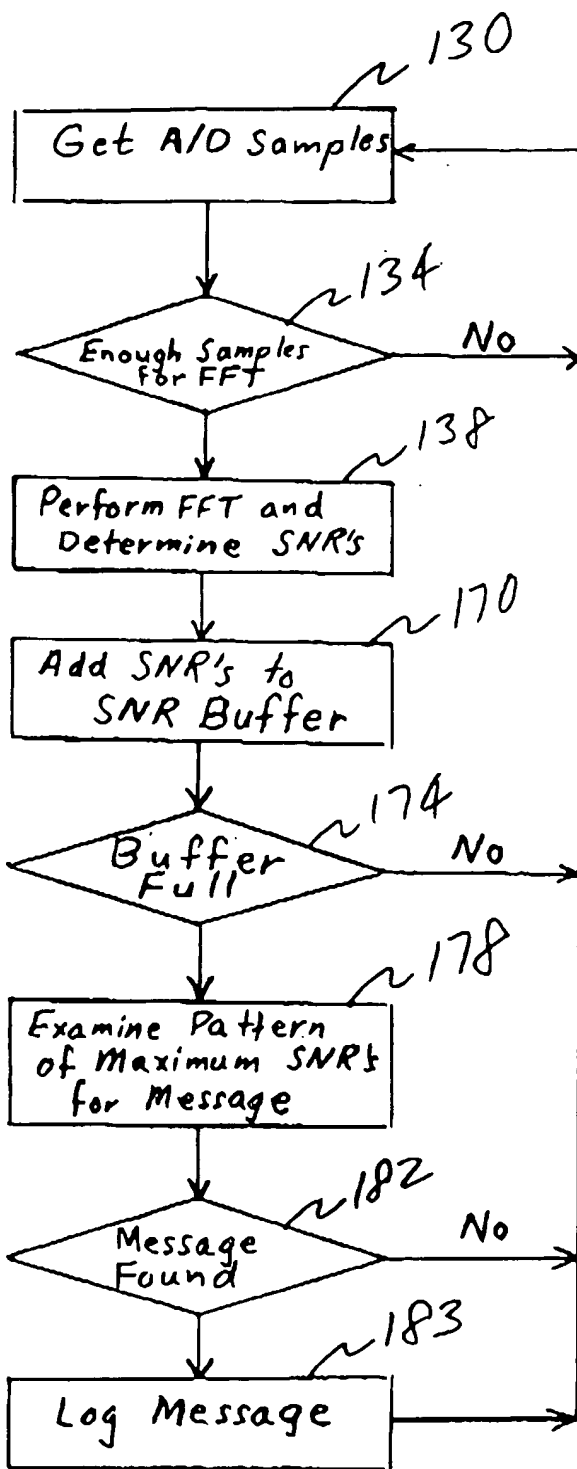 130
Get A/D Samples
134
Enough Samples
for FFT
No
138
Perform FFT and
Determine SNR's
170
Add SNR's to
SNR Buffer
174
Buffer
Full
No
178
Examine Pattern
of Maximum SNR's
for Message
182
Message
Found
No
183
Log Message